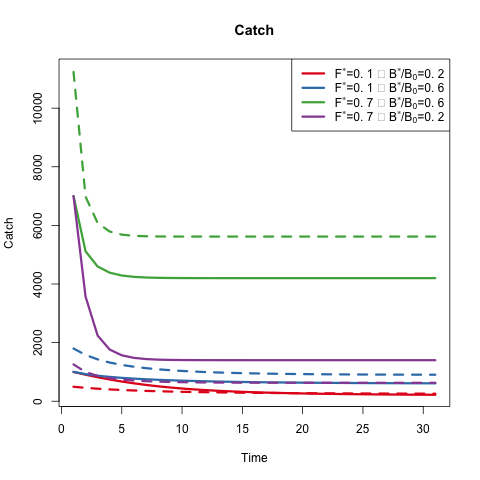 Catch
F*=0. 1 □ B*/B₀=0. 2
F*=0. 1 □ B*/B₀=0. 6
F*=0. 7 □ B*/B₀=0. 6
F*=0. 7 □ B*/B₀=0. 2
Catch
0
2000
4000
6000
8000
10000
0
5
10
15
20
25
30
Time